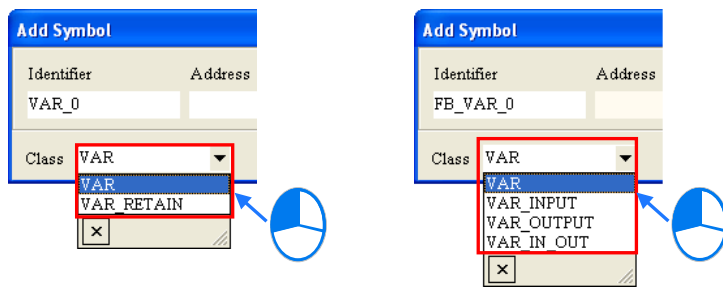 Add Symbol
Identifier Address
VAR_0
Class VAR
VAR
VAR_RETAIN
Add Symbol
Identifier Address
FB_VAR_0
Class VAR
VAR
VAR_INPUT
VAR_OUTPUT
VAR_IN_OUT